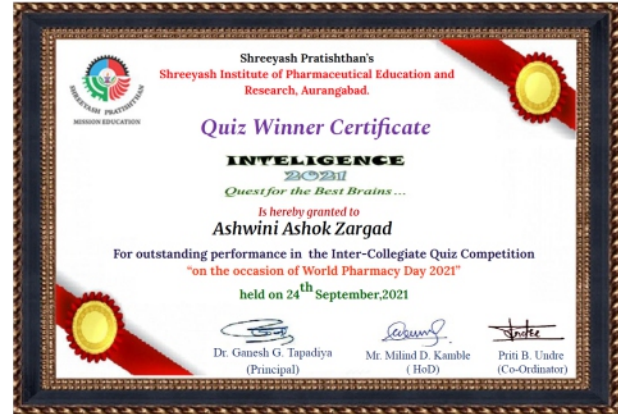 Shreeyash Pratishthan's
Shreeyash Institute of Pharmaceutical Education and
Research, Aurangabad.
SHREEYASH PRATISHTHAN
MISSION EDUCATION
Quiz Winner Certificate
INTELIGENCE
2021
Quest for the Best Brains...
Is hereby granted to
Ashwini Ashok Zargad
For outstanding performance in the Inter-Collegiate Quiz Competition
"on the occasion of World Pharmacy Day 2021"
held on 24th September,2021
Dr. Ganesh G. Tapadiya
(Principal)
Mr. Milind D. Kamble
( HoD)
Priti B. Undre
(Co-Ordinator)